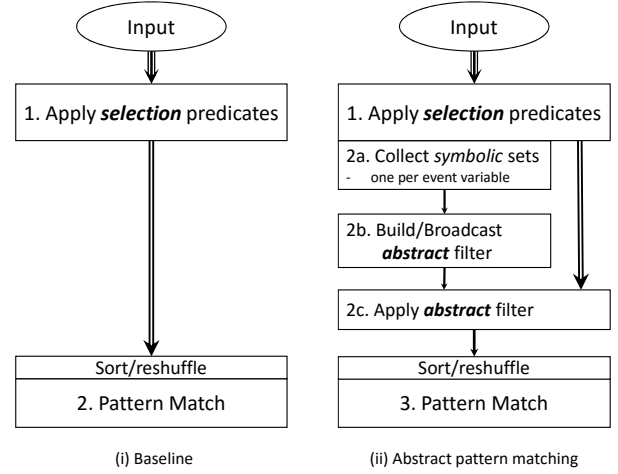 Input
1. Apply selection predicates
Sort/reshuffle
2. Pattern Match
(i) Baseline
Input
1. Apply selection predicates
2a. Collect symbolic sets
- one per event variable
2b. Build/Broadcast
abstract filter
2c. Apply abstract filter
Sort/reshuffle
3. Pattern Match
(ii) Abstract pattern matching